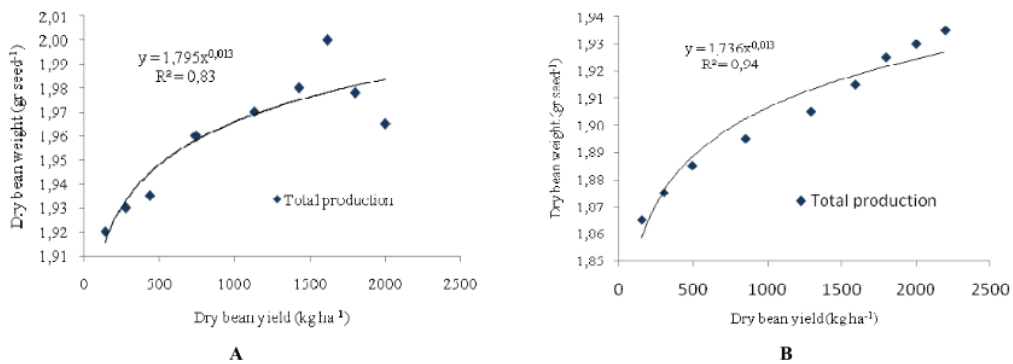 2,01
2,00
1,99
1,98
1,97
1,96
1,95
1,94
1,93
1,92
1,91
Dry bean weight (gr seed-1)
y = 1,795x^0,013
R² = 0,83
Total production
0 500 1000 1500 2000 2500
Dry bean yield (kg ha -1)
A
1,94
1,93
1,92
1,91
1,90
1,89
1,88
1,87
1,86
1,85
Dry bean weight (gr seed-1)
y = 1,736x^0,013
R² = 0,94
Total production
0 500 1000 1500 2000 2500
Dry bean yield (kg ha-1)
B